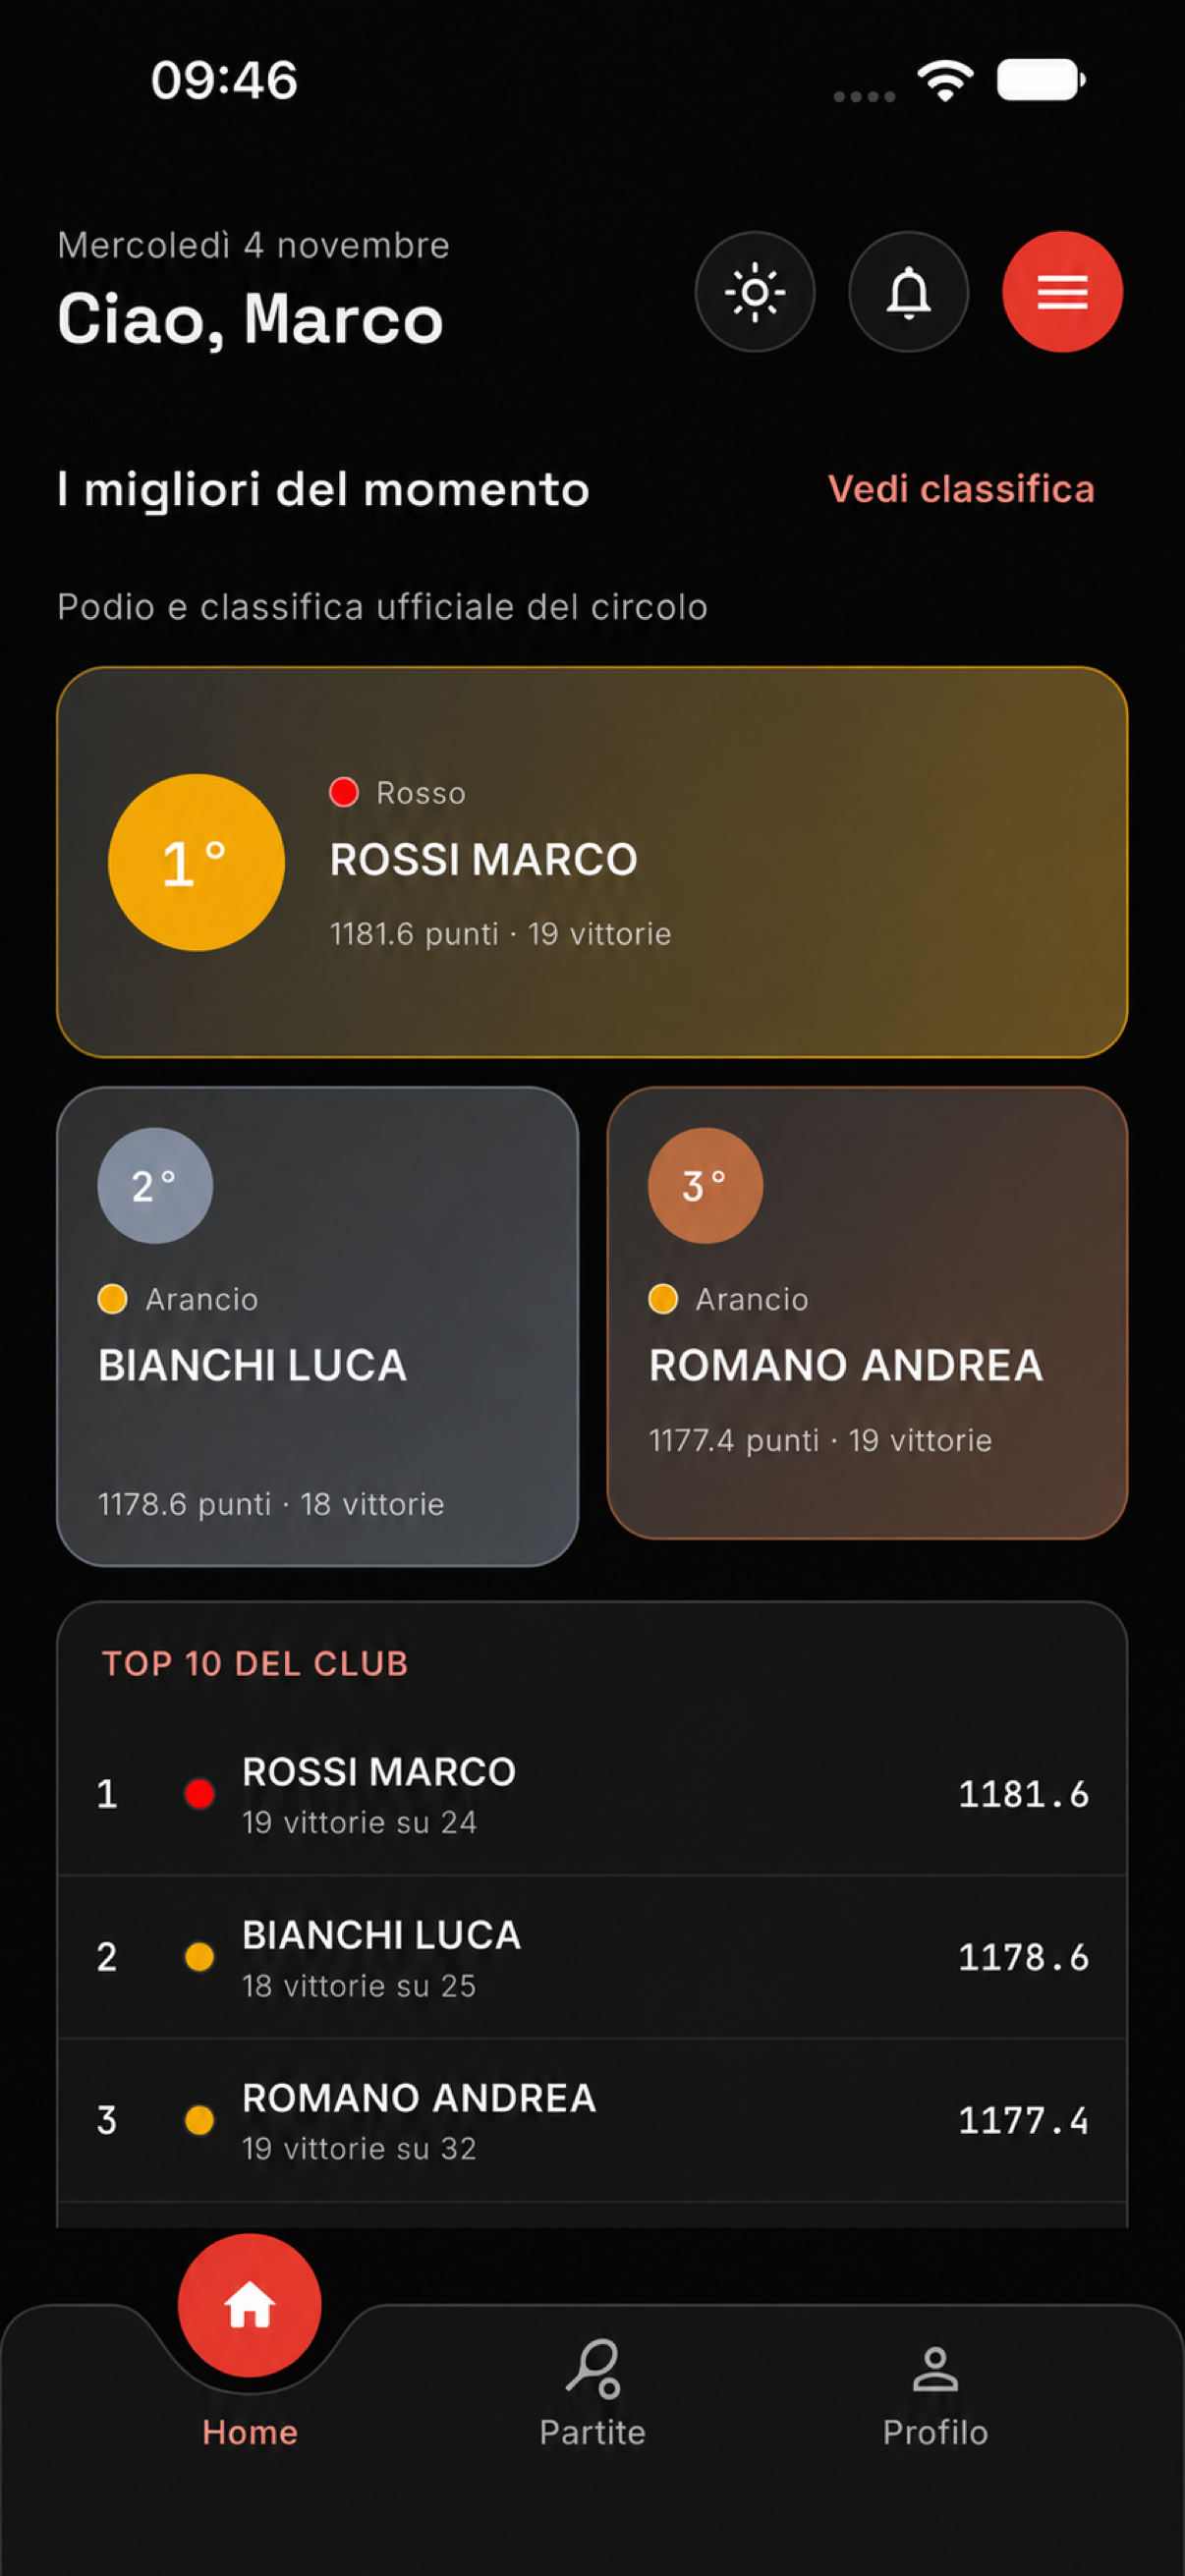 09:46
Mercoledì 4 novembre
Ciao, Marco
I migliori del momento
Vedi classifica
Podio e classifica ufficiale del circolo
1°
Rosso
ROSSI MARCO
1181.6 punti · 19 vittorie
2°
Arancio
BIANCHI LUCA
1178.6 punti · 18 vittorie
3°
Arancio
ROMANO ANDREA
1177.4 punti · 19 vittorie
TOP 10 DEL CLUB
1 ROSSI MARCO 1181.6
19 vittorie su 24
2 BIANCHI LUCA 1178.6
18 vittorie su 25
3 ROMANO ANDREA 1177.4
19 vittorie su 32
Home
Partite
Profilo